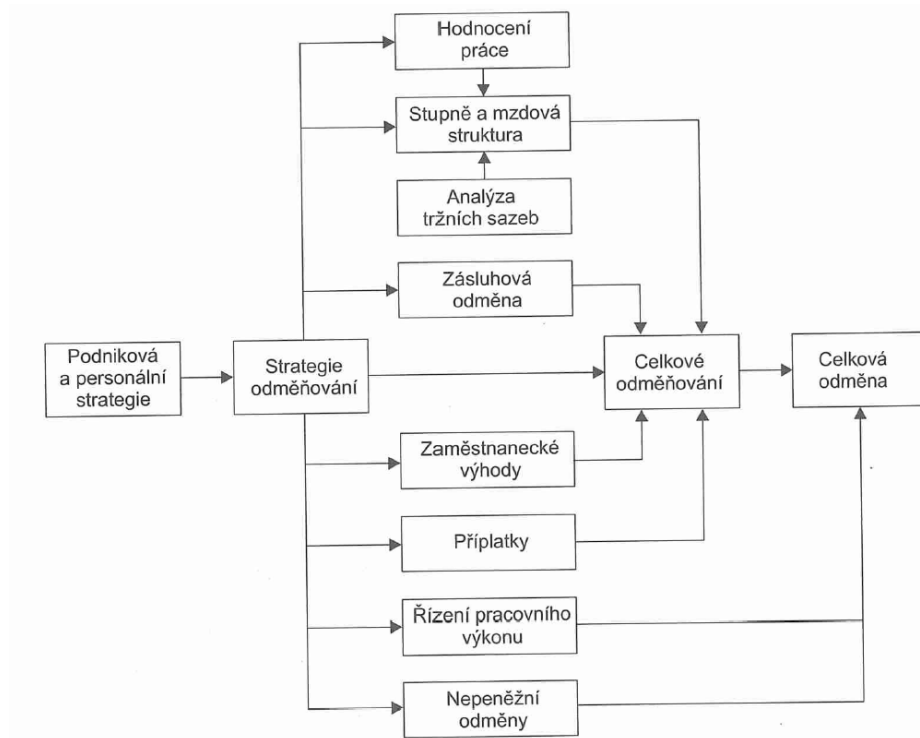 Hodnocení
práce
Stupně a mzdová
struktura
Analýza
tržních sazeb
Zásluhová
odměna
Podniková
a personální
strategie
Strategie
odměňování
Celkové
odměňování
Celková
odměna
Zaměstnanecké
výhody
Příplatky
Řízení pracovního
výkonu
Nepeněžní
odměny